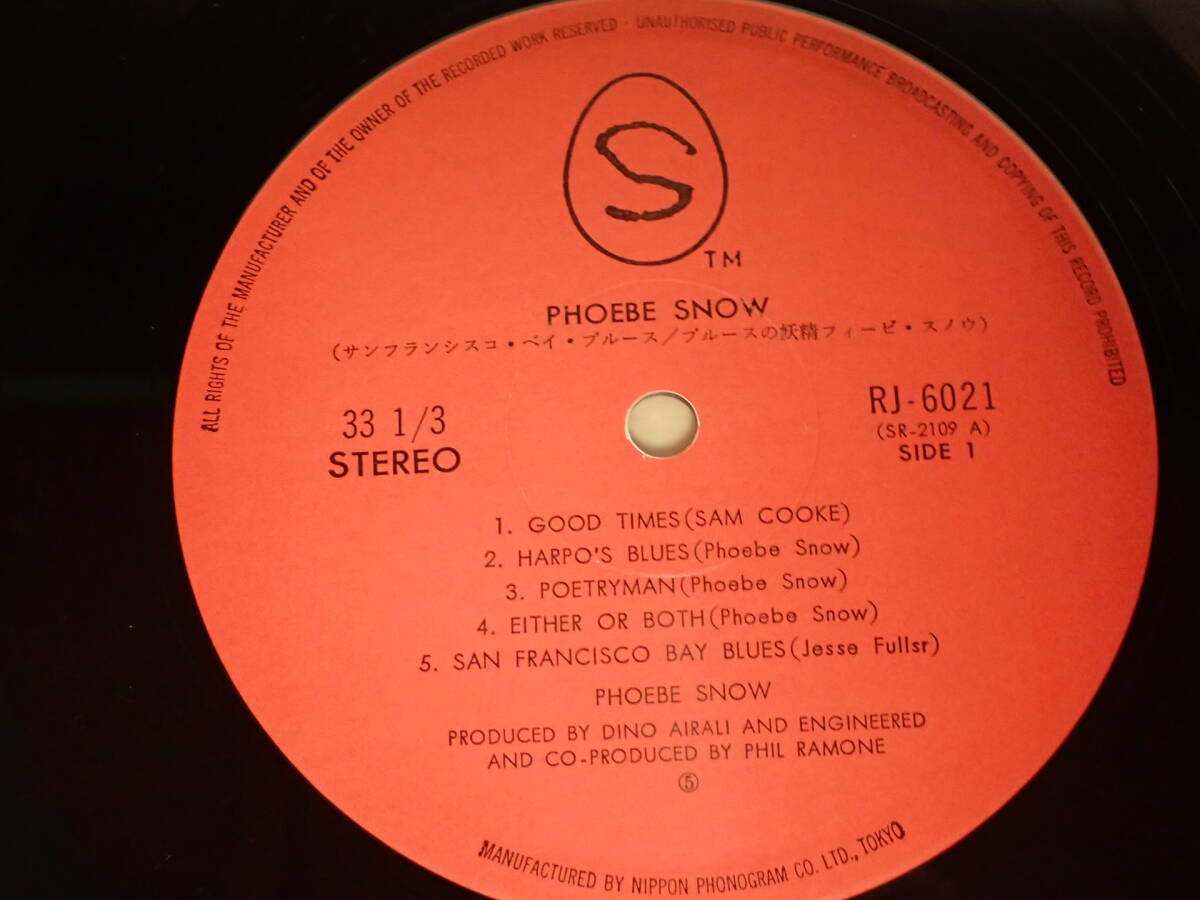 ALL RIGHTS OF THE MANUFACTURER AND OF THE OWNER OF THE RECORDED WORK RESERVED · UNAUTHORISED PUBLIC PERFORMANCE BROADCASTING AND COPYING OF THIS RECORD PROHIBITED
S
TM
PHOEBE SNOW
(サンフランシスコ・ベイ・ブルース/ブルースの妖精フィービ・スノウ)
33 1/3
STEREO
RJ-6021
(SR-2109 A)
SIDE 1
1. GOOD TIMES(SAM COOKE)
2. HARPO'S BLUES(Phoebe Snow)
3. POETRYMAN(Phoebe Snow)
4. EITHER OR BOTH(Phoebe Snow)
5. SAN FRANCISCO BAY BLUES(Jesse Fullsr)
PHOEBE SNOW
PRODUCED BY DINO AIRALI AND ENGINEERED
AND CO-PRODUCED BY PHIL RAMONE
⑤
MANUFACTURED BY NIPPON PHONOGRAM CO. LTD., TOKYO